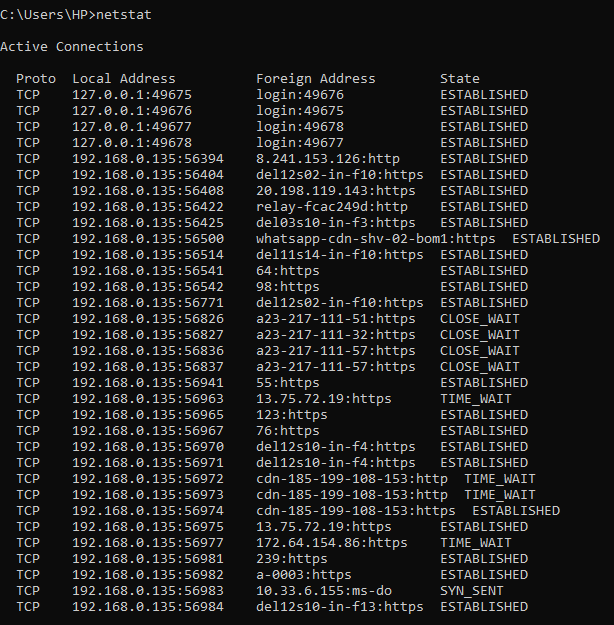 C:\Users\HP>netstat
Active Connections
Proto  Local Address          Foreign Address        State
TCP    127.0.0.1:49675        login:49676            ESTABLISHED
TCP    127.0.0.1:49676        login:49675            ESTABLISHED
TCP    127.0.0.1:49677        login:49678            ESTABLISHED
TCP    127.0.0.1:49678        login:49677            ESTABLISHED
TCP    192.168.0.135:56394    8.241.153.126:http     ESTABLISHED
TCP    192.168.0.135:56404    del12s02-in-f10:https  ESTABLISHED
TCP    192.168.0.135:56408    20.198.119.143:https   ESTABLISHED
TCP    192.168.0.135:56422    relay-fcac249d:http    ESTABLISHED
TCP    192.168.0.135:56425    del03s10-in-f3:https   ESTABLISHED
TCP    192.168.0.135:56500    whatsapp-cdn-shv-02-bom1:https  ESTABLISHED
TCP    192.168.0.135:56514    del11s14-in-f10:https  ESTABLISHED
TCP    192.168.0.135:56541    64:https               ESTABLISHED
TCP    192.168.0.135:56542    98:https               ESTABLISHED
TCP    192.168.0.135:56771    del12s02-in-f10:https  ESTABLISHED
TCP    192.168.0.135:56826    a23-217-111-51:https   CLOSE_WAIT
TCP    192.168.0.135:56827    a23-217-111-32:https   CLOSE_WAIT
TCP    192.168.0.135:56836    a23-217-111-57:https   CLOSE_WAIT
TCP    192.168.0.135:56837    a23-217-111-57:https   CLOSE_WAIT
TCP    192.168.0.135:56941    55:https               ESTABLISHED
TCP    192.168.0.135:56963    13.75.72.19:https      TIME_WAIT
TCP    192.168.0.135:56965    123:https              ESTABLISHED
TCP    192.168.0.135:56967    76:https               ESTABLISHED
TCP    192.168.0.135:56970    del12s10-in-f4:https   ESTABLISHED
TCP    192.168.0.135:56971    del12s10-in-f4:https   ESTABLISHED
TCP    192.168.0.135:56972    cdn-185-199-108-153:http  TIME_WAIT
TCP    192.168.0.135:56973    cdn-185-199-108-153:http  TIME_WAIT
TCP    192.168.0.135:56974    cdn-185-199-108-153:https  ESTABLISHED
TCP    192.168.0.135:56975    13.75.72.19:https      ESTABLISHED
TCP    192.168.0.135:56977    172.64.154.86:https    TIME_WAIT
TCP    192.168.0.135:56981    239:https              ESTABLISHED
TCP    192.168.0.135:56982    a-0003:https           ESTABLISHED
TCP    192.168.0.135:56983    10.33.6.155:ms-do      SYN_SENT
TCP    192.168.0.135:56984    del12s10-in-f13:https  ESTABLISHED